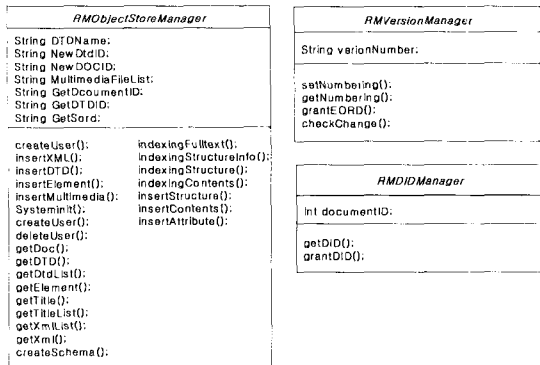 RMObjectStoreManager
String DTDName;
String NewDtdID;
String NewDOCID;
String MultimediaFileList;
String GetDcoumentID;
String GetDTDID;
String GetSord;
createUser(); indexingFulltext();
insertXML(); indexingStructureInfo();
insertDTD(); indexingStructure();
insertElement(); indexingContents();
insertMultimedia(); insertStructure();
Systeminit(); insertContents();
createUser(); insertAttribute();
deleteUser();
getDoc();
getDTD();
getDtdList();
getElement();
getTitle();
getTitleList();
getXmlList();
getXml();
createSchema();
RMVersionManager
String verionNumber;
setNumbering();
getNumbering();
grantEORD();
checkChange();
RMDIDManager
Int documentID;
getDID();
grantDID();